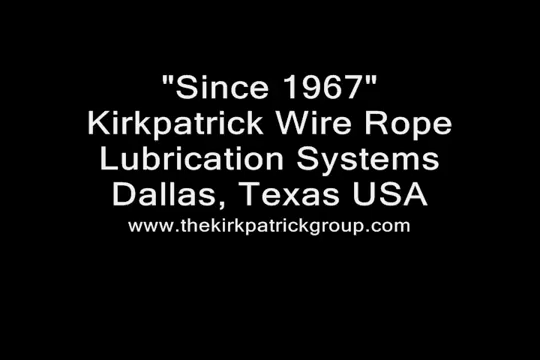 "Since 1967"
Kirkpatrick Wire Rope
Lubrication Systems
Dallas, Texas USA
www.thekirkpatrickgroup.com